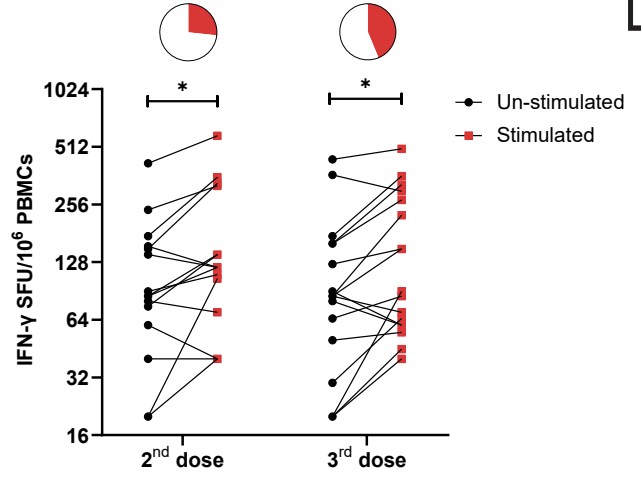 *
*
1024
512
256
128
64
32
16
IFN-γ SFU/10⁶ PBMCs
2ⁿᵈ dose
3ʳᵈ dose
Un-stimulated
Stimulated